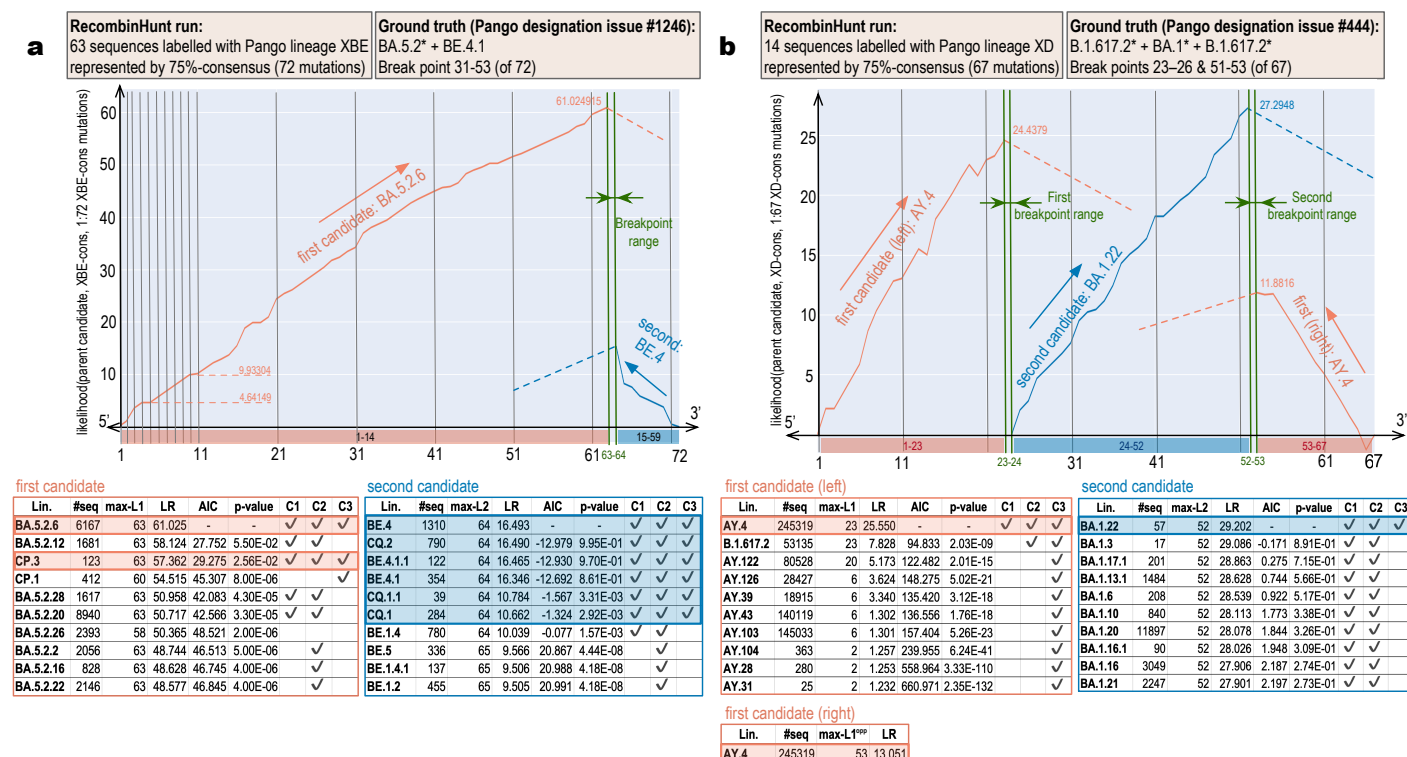 a
RecombinHunt run:
63 sequences labelled with Pango lineage XBE
represented by 75%-consensus (72 mutations)
Ground truth (Pango designation issue #1246):
BA.5.2* + BE.4.1
Break point 31-53 (of 72)
likelihood(parent candidate, XBE-cons, 1:72 XBE-cons mutations)
60
50
40
30
20
10
61.024915
first candidate: BA.5.2.6
Breakpoint
range
second:
BE.4
9,93304
4,64149
5'
3'
1-14
15-59
1 11 21 31 41 51 61 63-64 72
first candidate
Lin. #seq max-L1 LR AIC p-value C1 C2 C3
BA.5.2.6 6167 63 61.025 - - ✓ ✓ ✓
BA.5.2.12 1681 63 58.124 27.752 5.50E-02 ✓ ✓
CP.3 123 63 57.362 29.275 2.56E-02 ✓ ✓ ✓
CP.1 412 60 54.515 45.307 8.00E-06 ✓
BA.5.2.28 1617 63 50.958 42.083 4.30E-05 ✓ ✓
BA.5.2.20 8940 63 50.717 42.566 3.30E-05 ✓ ✓
BA.5.2.26 2393 58 50.365 48.521 2.00E-06
BA.5.2.2 2056 63 48.744 46.513 5.00E-06 ✓
BA.5.2.16 828 63 48.628 46.745 4.00E-06 ✓
BA.5.2.22 2146 63 48.577 46.845 4.00E-06 ✓
second candidate
Lin. #seq max-L2 LR AIC p-value C1 C2 C3
BE.4 1310 64 16.493 - - ✓ ✓ ✓
CQ.2 790 64 16.490 -12.979 9.95E-01 ✓ ✓ ✓
BE.4.1.1 122 64 16.465 -12.930 9.70E-01 ✓ ✓ ✓
BE.4.1 354 64 16.346 -12.692 8.61E-01 ✓ ✓ ✓
CQ.1.1 39 64 10.784 -1.567 3.31E-03 ✓ ✓ ✓
CQ.1 284 64 10.662 -1.324 2.92E-03 ✓ ✓ ✓
BE.1.4 780 64 10.039 -0.077 1.57E-03 ✓ ✓
BE.5 336 65 9.566 20.867 4.44E-08 ✓
BE.1.4.1 137 65 9.506 20.988 4.18E-08 ✓
BE.1.2 455 65 9.505 20.991 4.18E-08 ✓
b
RecombinHunt run:
14 sequences labelled with Pango lineage XD
represented by 75%-consensus (67 mutations)
Ground truth (Pango designation issue #444):
B.1.617.2* + BA.1* + B.1.617.2*
Break points 23–26 & 51-53 (of 67)
likelihood(parent candidate, XD-cons, 1:67 XD-cons mutations)
25
20
15
10
5
24.4379
27.2948
11.8816
first candidate (left): AY.4
First
breakpoint range
second candidate: BA.1.22
Second
breakpoint range
first (right): AY.4
5'
3'
1-23
24-52
53-67
1 11 23-24 31 41 52-53 61 67
first candidate (left)
Lin. #seq max-L1 LR AIC p-value C1 C2 C3
AY.4 245319 23 25.550 - - ✓ ✓ ✓
B.1.617.2 53135 23 7.828 94.833 2.03E-09 ✓ ✓
AY.122 80528 20 5.173 122.482 2.01E-15 ✓
AY.126 28427 6 3.624 148.275 5.02E-21 ✓
AY.39 18915 6 3.340 135.420 3.12E-18 ✓
AY.43 140119 6 1.302 136.556 1.76E-18 ✓
AY.103 145033 6 1.301 157.404 5.26E-23 ✓
AY.104 363 2 1.257 239.955 6.24E-41 ✓
AY.28 280 2 1.253 558.964 3.33E-110 ✓
AY.31 25 2 1.232 660.971 2.35E-132 ✓
second candidate
Lin. #seq max-L2 LR AIC p-value C1 C2 C3
BA.1.22 57 52 29.202 - - ✓ ✓ ✓
BA.1.3 17 52 29.086 -0.171 8.91E-01 ✓ ✓
BA.1.17.1 201 52 28.863 0.275 7.15E-01 ✓ ✓
BA.1.13.1 1484 52 28.628 0.744 5.66E-01 ✓ ✓
BA.1.6 208 52 28.539 0.922 5.17E-01 ✓ ✓
BA.1.10 840 52 28.113 1.773 3.38E-01 ✓ ✓
BA.1.20 11897 52 28.078 1.844 3.26E-01 ✓ ✓
BA.1.16.1 90 52 28.026 1.948 3.09E-01 ✓ ✓
BA.1.16 3049 52 27.906 2.187 2.74E-01 ✓ ✓
BA.1.21 2247 52 27.901 2.197 2.73E-01 ✓ ✓
first candidate (right)
Lin. #seq max-L1opp LR
AY.4 245319 53 13.051